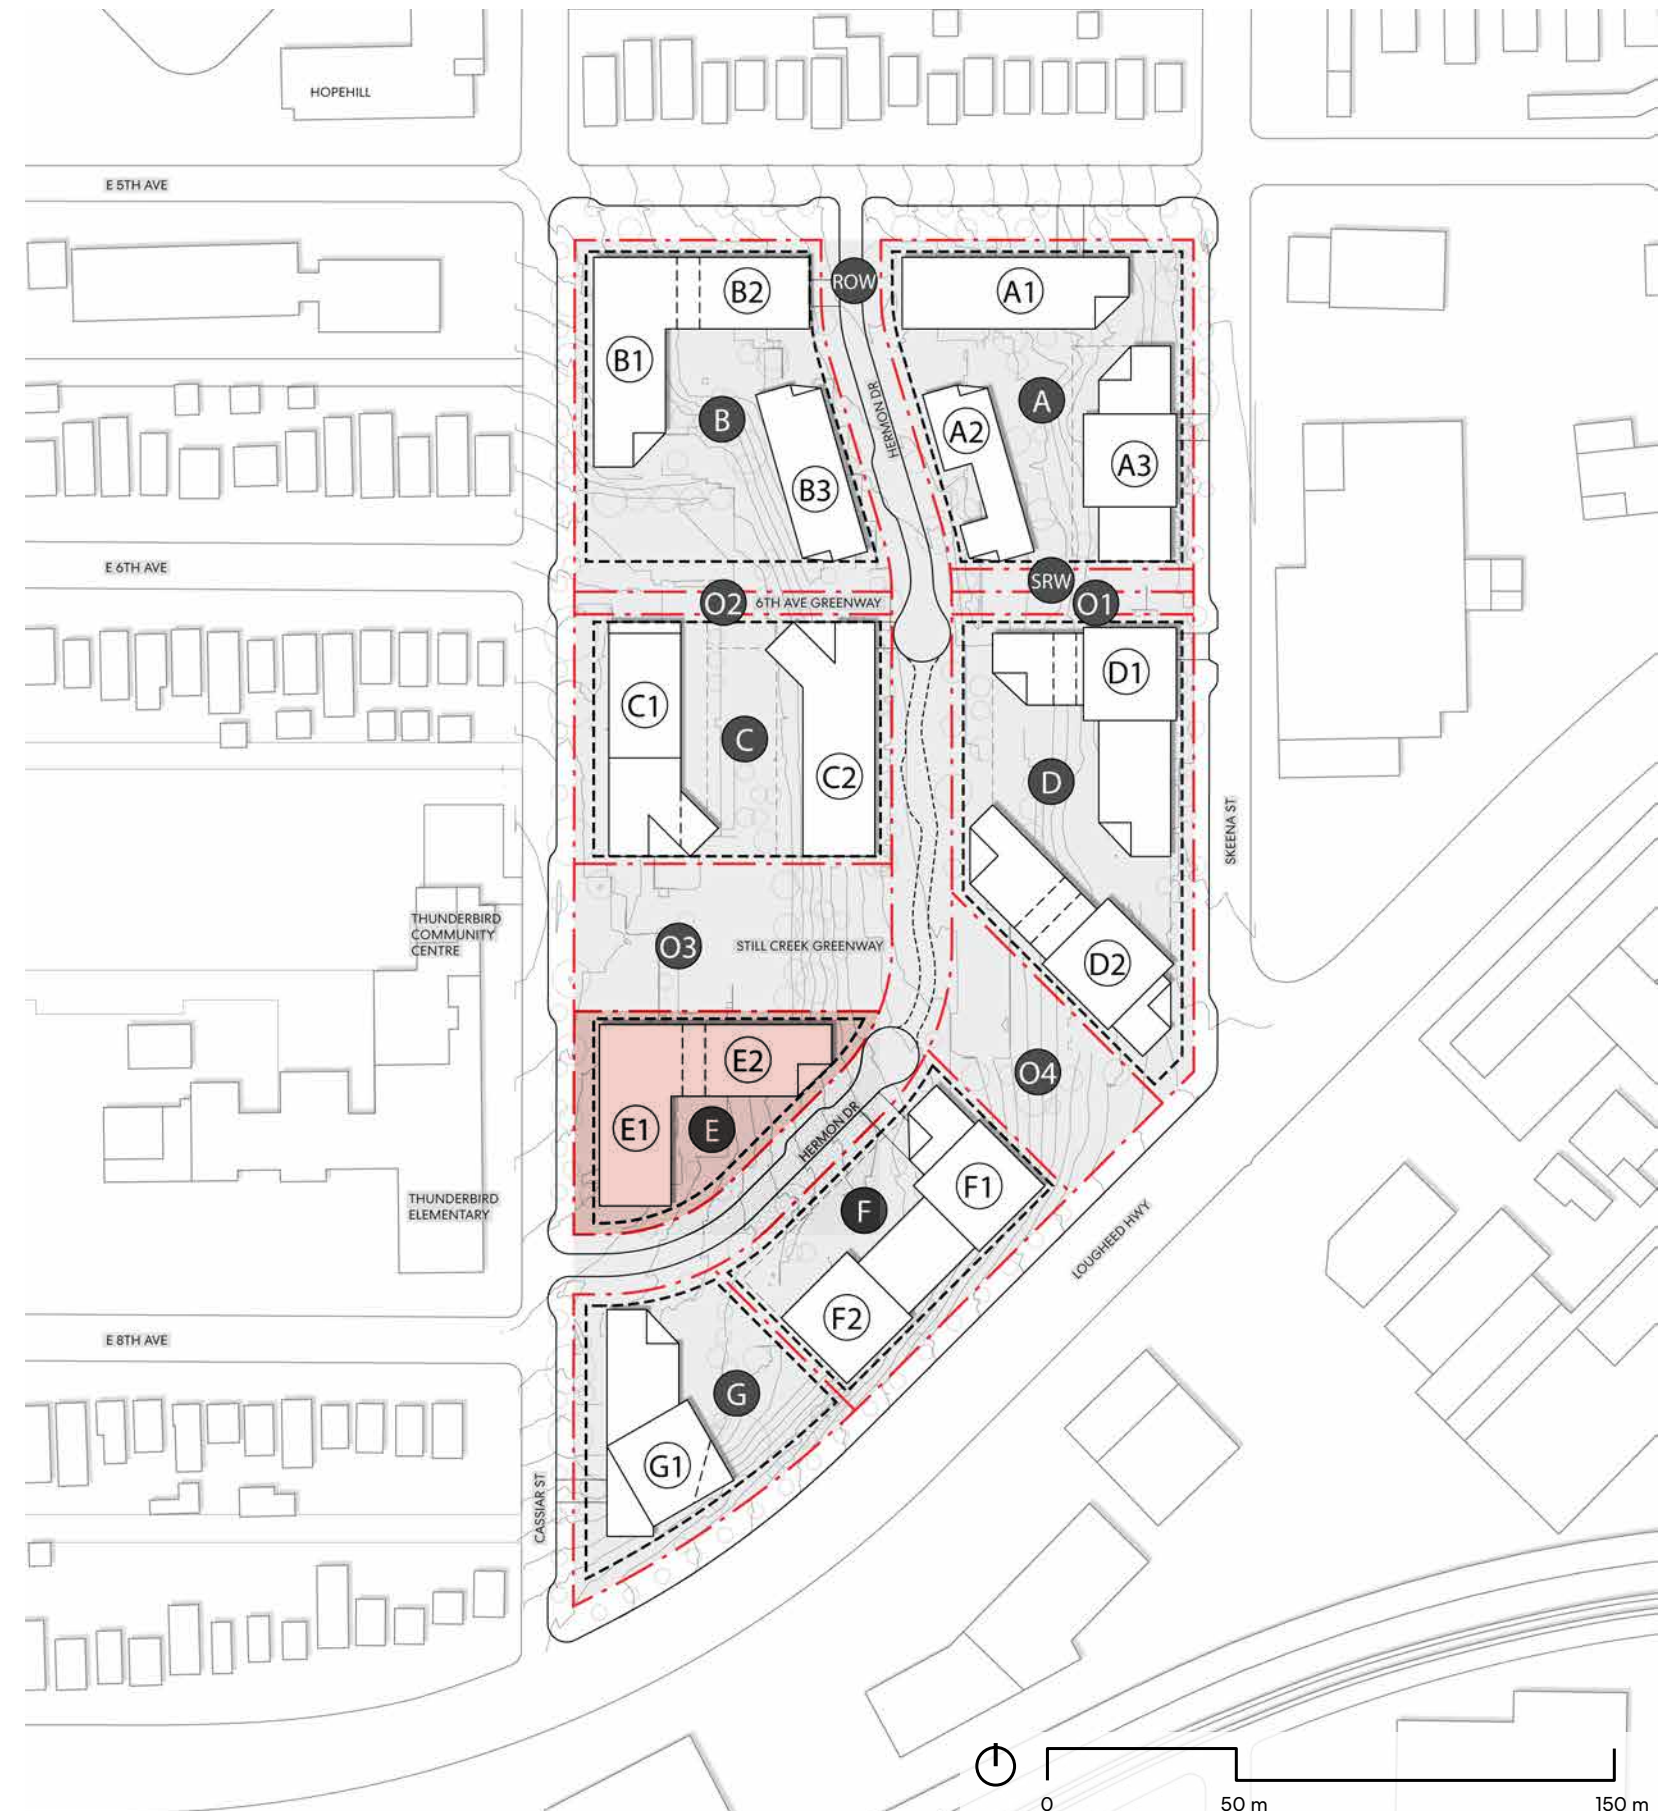 HOPEHILL
E 5TH AVE
ROW
B2
A1
B1
HERMON DR
A
B
A2
A3
B3
E 6TH AVE
SRW
O2
6TH AVE GREENWAY
O1
D1
C1
C
C2
D
SKEENA ST
THUNDERBIRD
COMMUNITY
CENTRE
O3
STILL CREEK GREENWAY
D2
E2
O4
E1
E
HERMON DR
THUNDERBIRD
ELEMENTARY
F1
F
LOUGHEED HWY
F2
E 8TH AVE
G
G1
CASSIAR ST
0
50 m
150 m